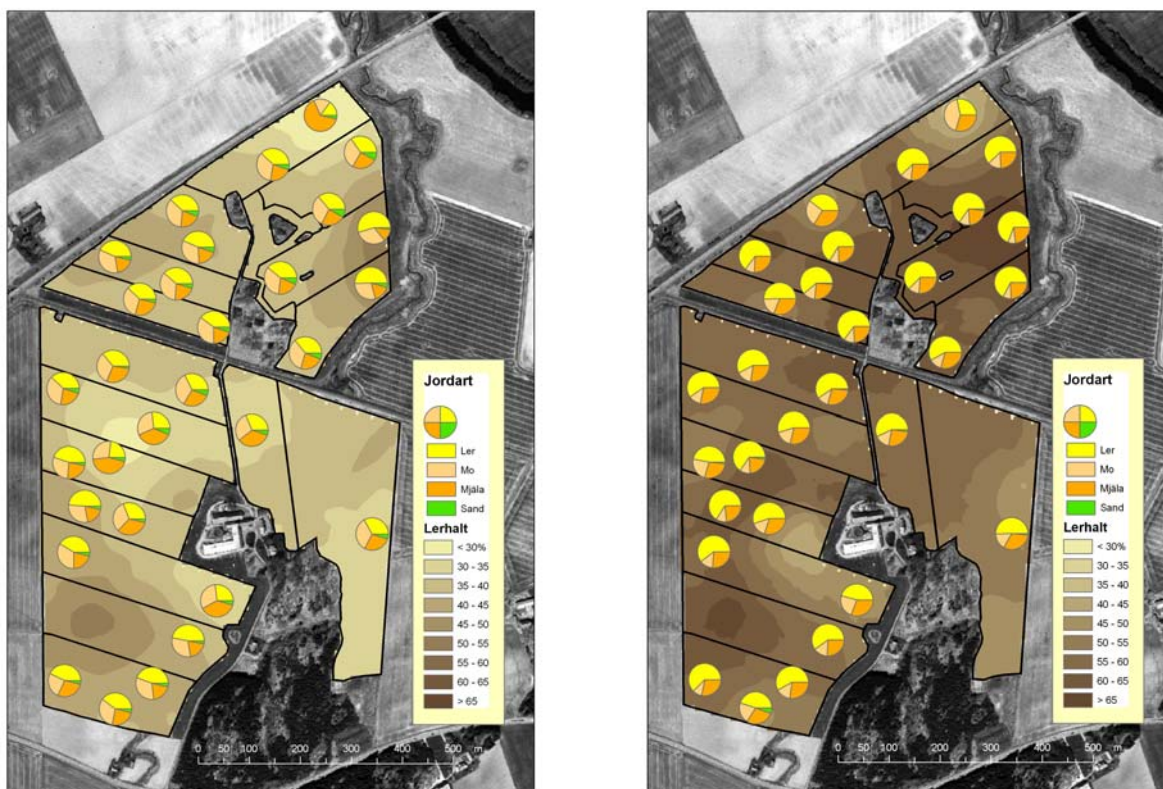 Jordart
Ler
Mo
Mjäla
Sand
Lerhalt
< 30%
30 - 35
35 - 40
40 - 45
45 - 50
50 - 55
55 - 60
60 - 65
> 65
0 50 100 200 300 400 500 m
Jordart
Ler
Mo
Mjäla
Sand
Lerhalt
< 30%
30 - 35
35 - 40
40 - 45
45 - 50
50 - 55
55 - 60
60 - 65
> 65
0 50 100 200 300 400 500 m